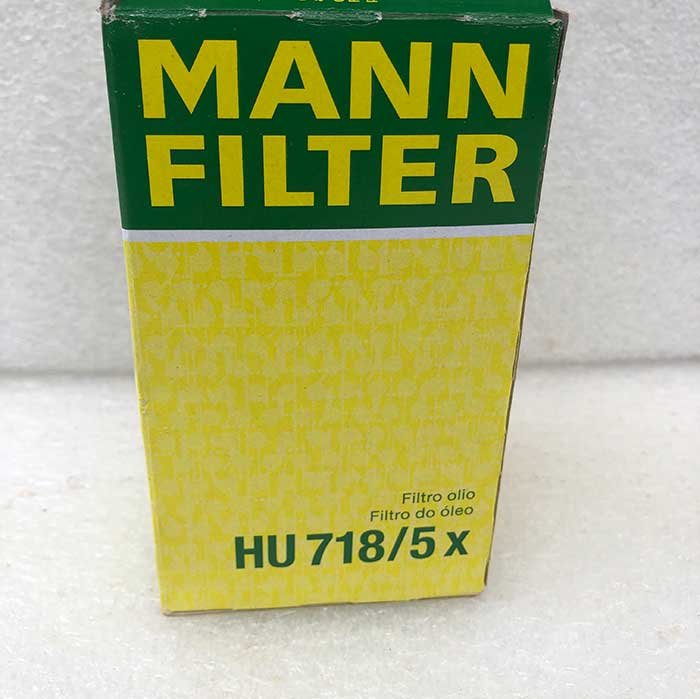 MANN
FILTER
Filtro olio
Filtro do óleo
HU 718/5 x